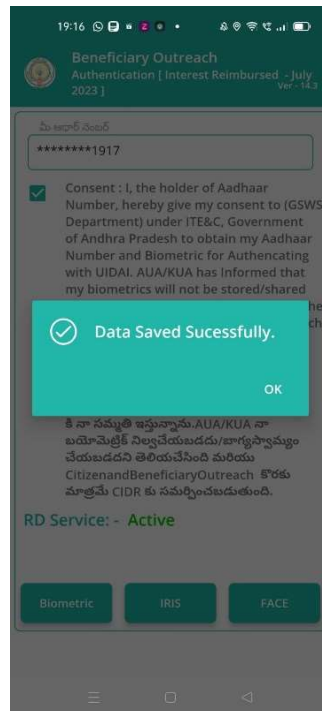 19:16
Beneficiary Outreach
Authentication [ Interest Reimbursed - July
2023 ]
Ver - 14.3
మీ ఆధార్ నెంబర్
********1917
Consent : I, the holder of Aadhaar
Number, hereby give my consent to (GSWS
Department) under ITE&C, Government
of Andhra Pradesh to obtain my Aadhaar
Number and Biometric for Authencating
with UIDAI. AUA/KUA has Informed that
my biometrics will not be stored/shared
Data Saved Sucessfully.
OK
కి నా సమ్మతి ఇస్తున్నాను.AUA/KUA నా
బయోమెట్రిక్ నిల్వచేయబడదు/భాగ్యస్వామ్యం
చేయబడదని తెలియచేసింది మరియు
CitizenandBeneficiaryOutreach కొరకు
మాత్రమే CIDR కు సమర్పించబడుతుంది.
RD Service: - Active
Biometric
IRIS
FACE